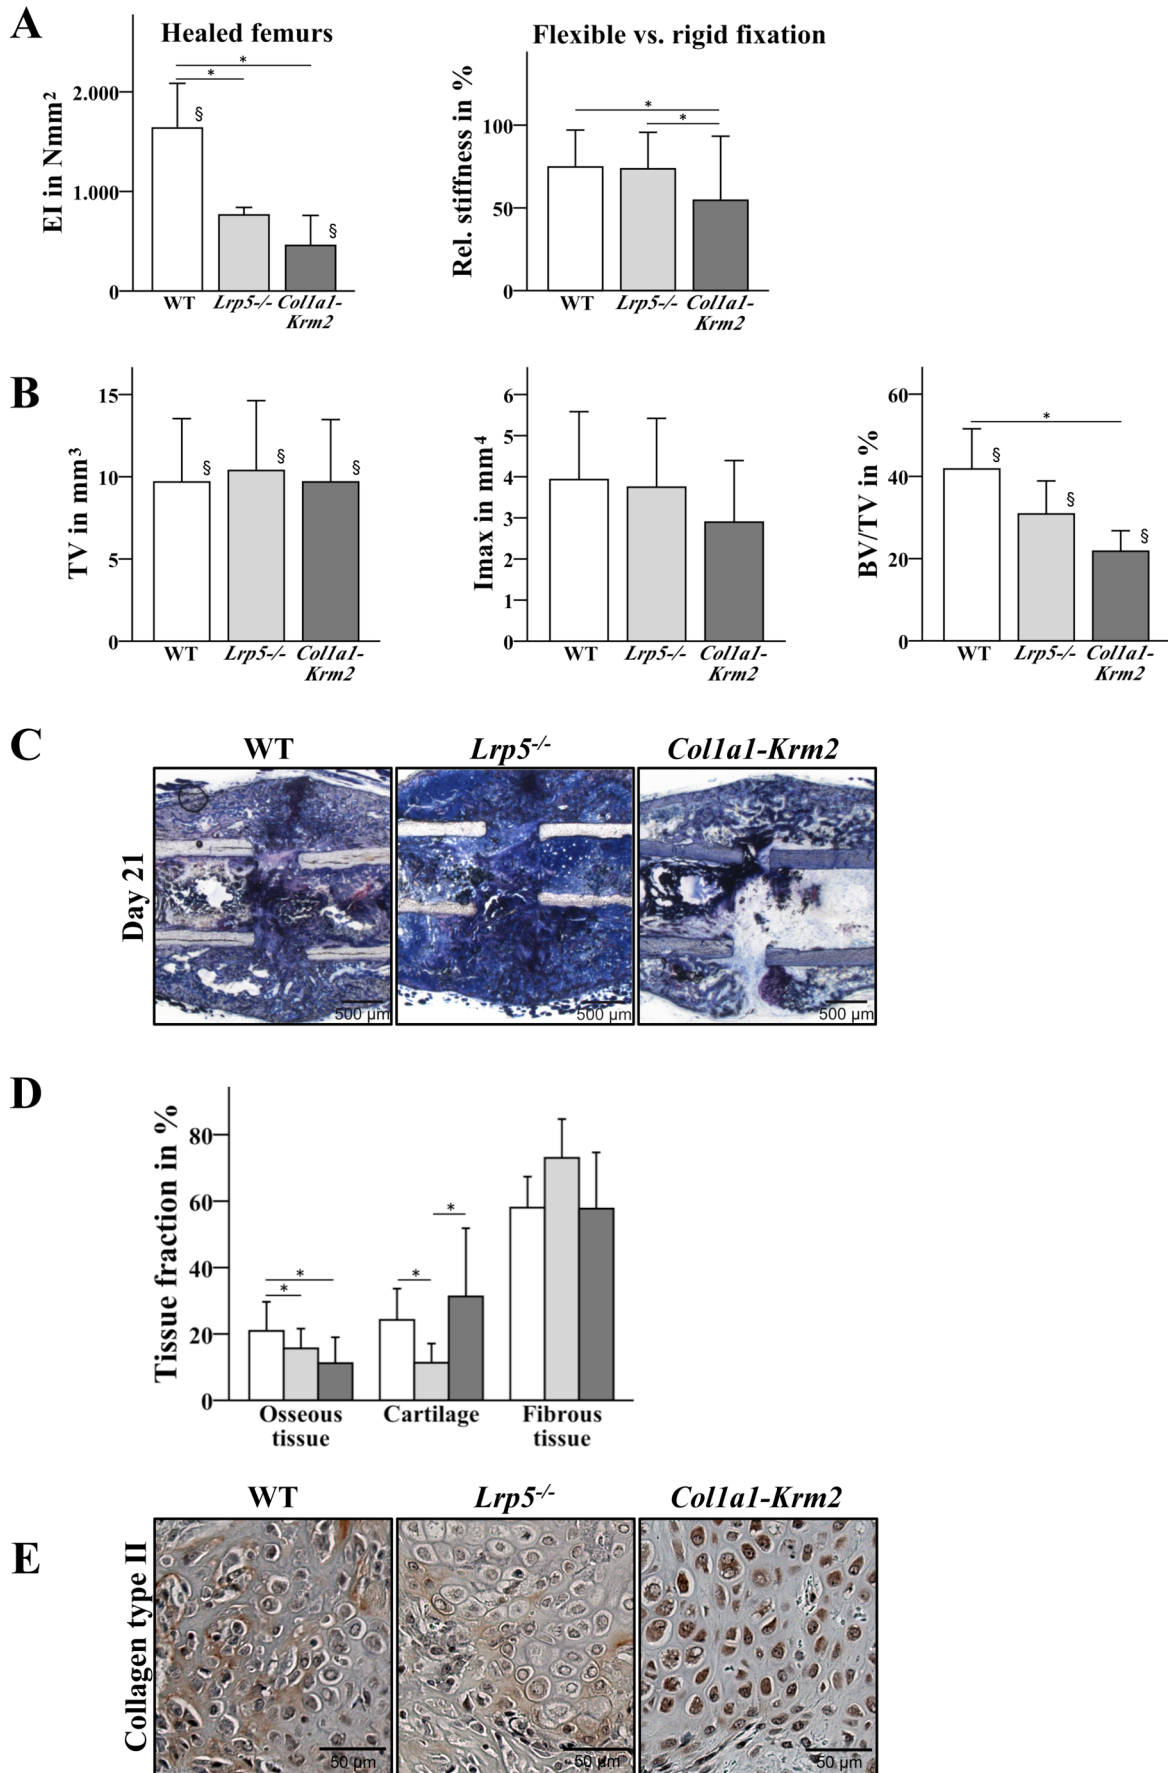 A
Healed femurs
EI in Nmm²
2.000
1.000
0
*
*
§
§
WT
Lrp5-/-
Col1a1-
Krm2
Flexible vs. rigid fixation
Rel. stiffness in %
100
50
0
*
*
WT
Lrp5-/-
Col1a1-
Krm2
B
TV in mm³
15
10
5
0
§
§
§
WT
Lrp5-/-
Col1a1-
Krm2
Imax in mm⁴
6
5
4
3
2
1
0
WT
Lrp5-/-
Col1a1-
Krm2
BV/TV in %
60
40
20
0
*
§
§
§
WT
Lrp5-/-
Col1a1-
Krm2
C
WT
Lrp5-/-
Col1a1-Krm2
Day 21
500 µm
500 µm
500 µm
D
Tissue fraction in %
80
60
40
20
0
*
*
*
*
Osseous
tissue
Cartilage
Fibrous
tissue
E
WT
Lrp5-/-
Col1a1-Krm2
Collagen type II
50 µm
50 µm
50 µm